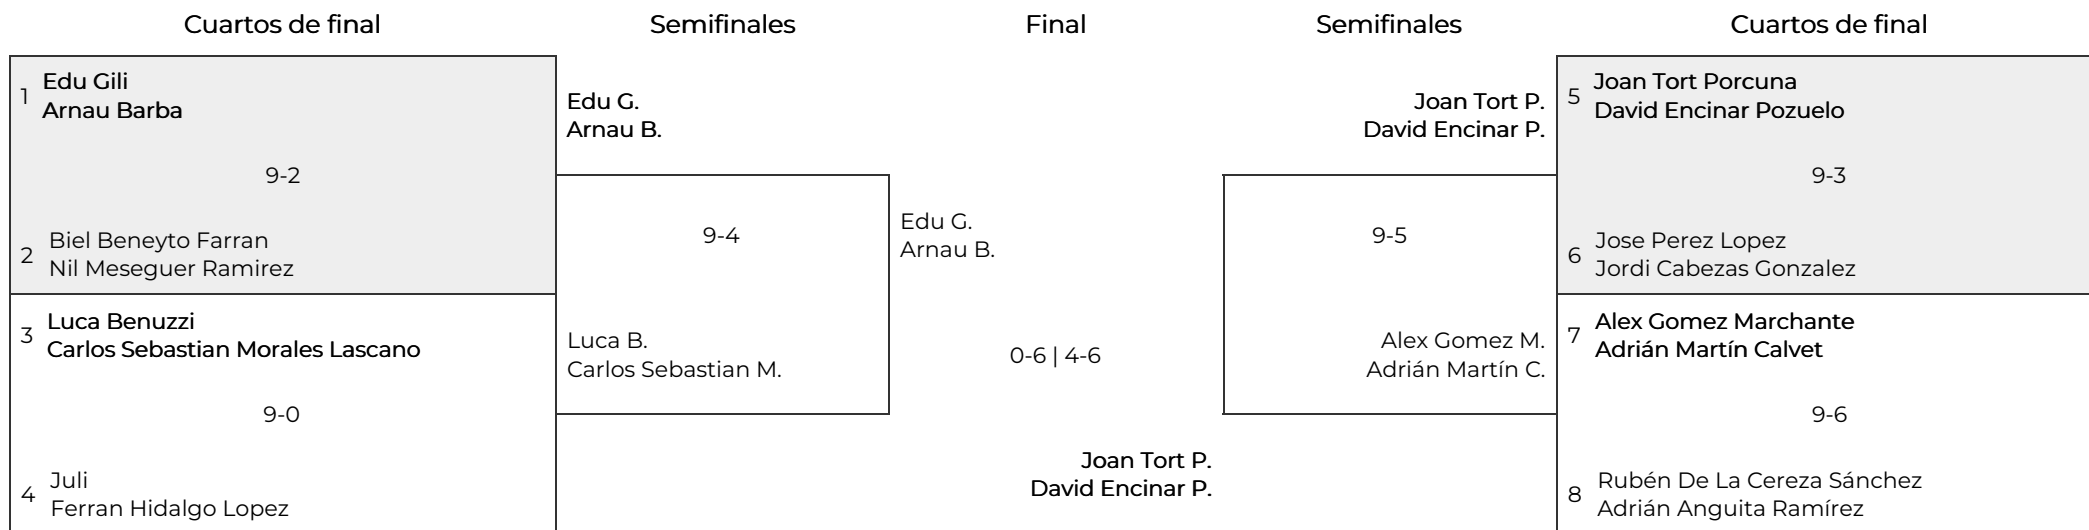 Cuartos de final
Semifinales
Final
Semifinales
Cuartos de final
1
Edu Gili
Arnau Barba
9-2
2
Biel Beneyto Farran
Nil Meseguer Ramirez
3
Luca Benuzzi
Carlos Sebastian Morales Lascano
9-0
4
Juli
Ferran Hidalgo Lopez
Edu G.
Arnau B.
9-4
Luca B.
Carlos Sebastian M.
Edu G.
Arnau B.
0-6 | 4-6
Joan Tort P.
David Encinar P.
Joan Tort P.
David Encinar P.
9-5
Alex Gomez M.
Adrián Martín C.
5
Joan Tort Porcuna
David Encinar Pozuelo
9-3
6
Jose Perez Lopez
Jordi Cabezas Gonzalez
7
Alex Gomez Marchante
Adrián Martín Calvet
9-6
8
Rubén De La Cereza Sánchez
Adrián Anguita Ramírez